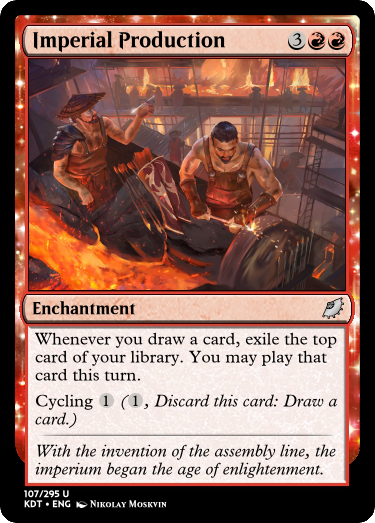 Imperial Production 3
Enchantment
Whenever you draw a card, exile the top
card of your library. You may play that
card this turn.
Cycling 1 (1, Discard this card: Draw a
card.)
With the invention of the assembly line, the
imperium began the age of enlightenment.
107/295 U
KDT • ENG Nikolay Moskvin